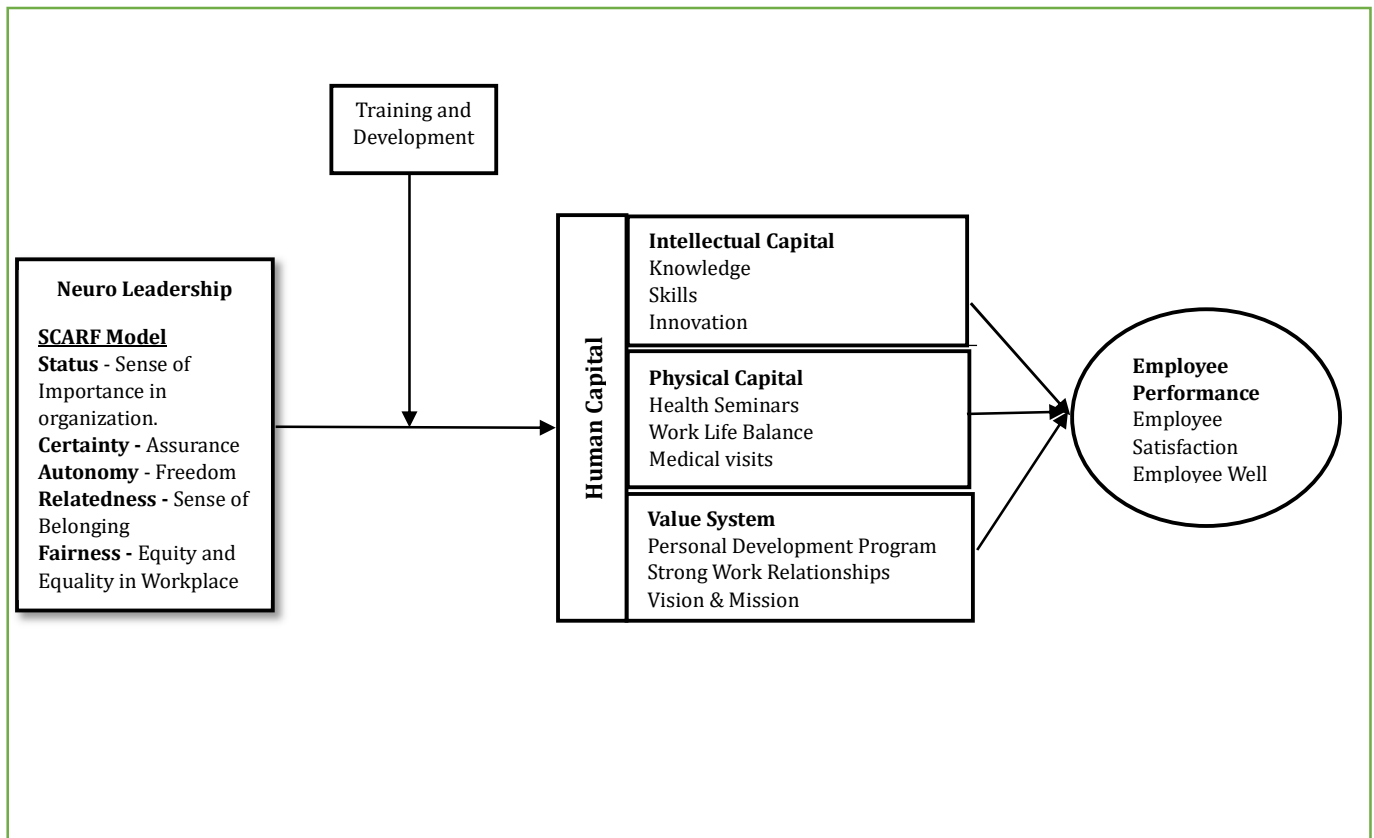 Training and
Development
Neuro Leadership
SCARF Model
Status - Sense of
Importance in
organization.
Certainty - Assurance
Autonomy - Freedom
Relatedness - Sense of
Belonging
Fairness - Equity and
Equality in Workplace
Human Capital
Intellectual Capital
Knowledge
Skills
Innovation
Physical Capital
Health Seminars
Work Life Balance
Medical visits
Value System
Personal Development Program
Strong Work Relationships
Vision & Mission
Employee
Performance
Employee
Satisfaction
Employee Well